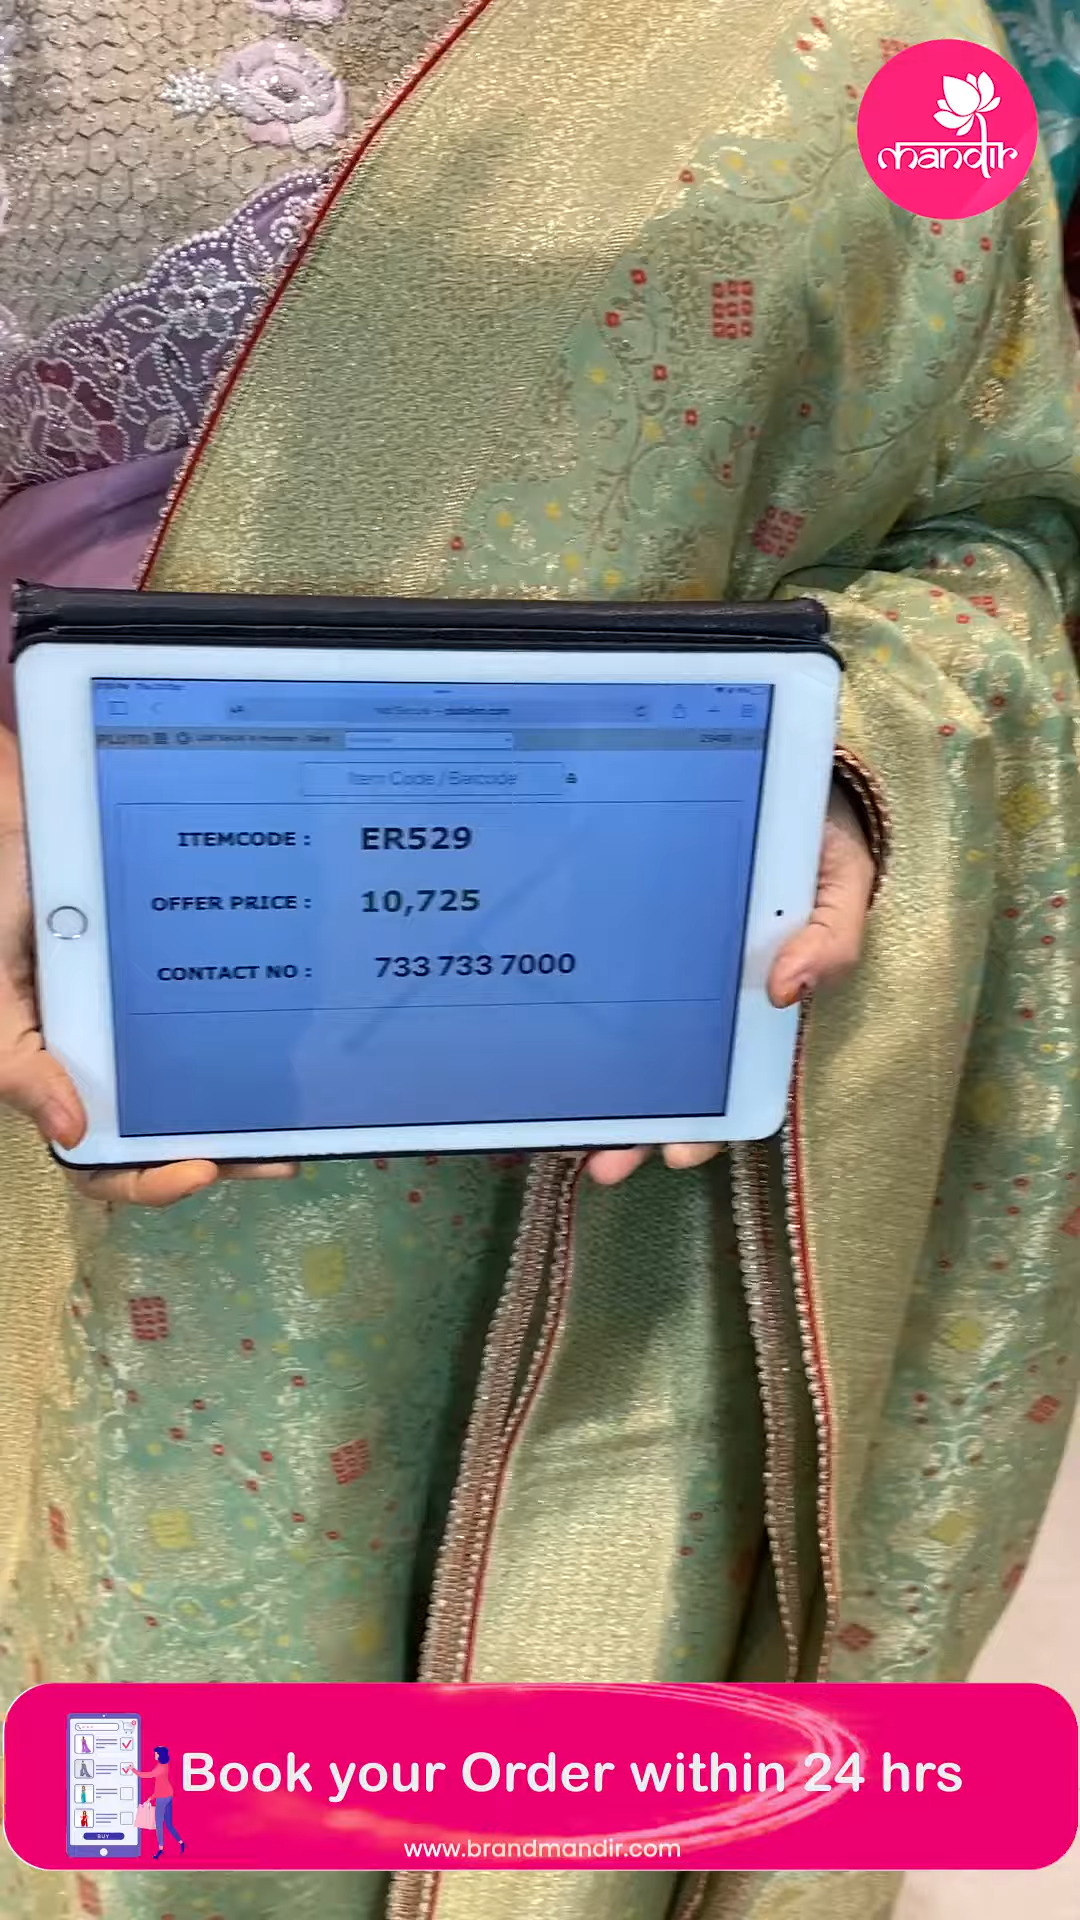 mandir
Item Code / Barcode
ITEMCODE : ER529
OFFER PRICE : 10,725
CONTACT NO : 733 733 7000
BUY
Book your Order within 24 hrs
www.brandmandir.com